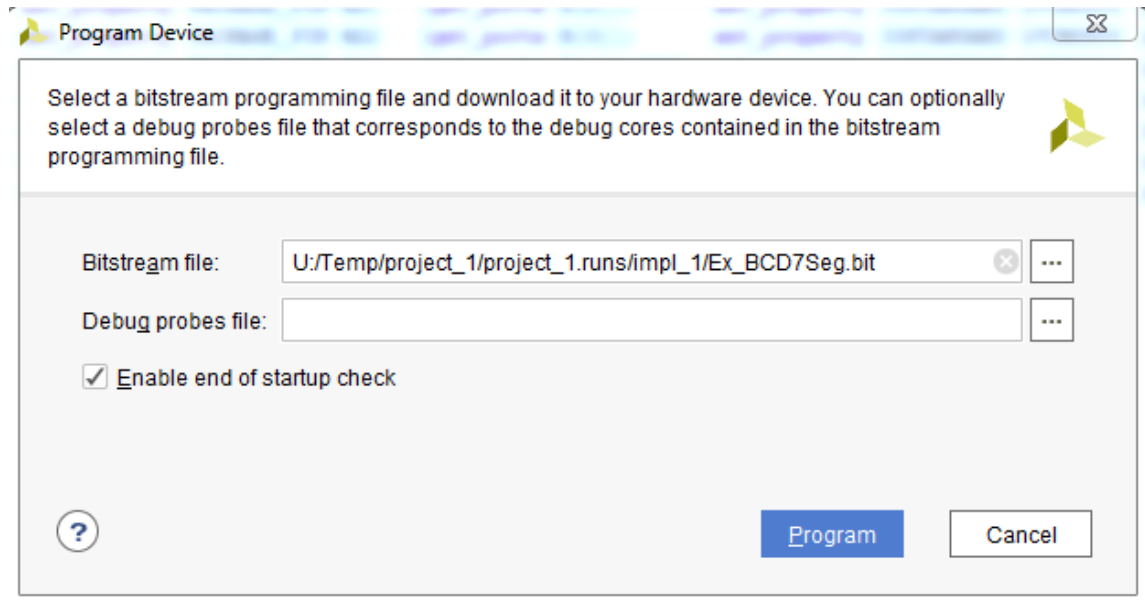 Program Device
Select a bitstream programming file and download it to your hardware device. You can optionally
select a debug probes file that corresponds to the debug cores contained in the bitstream
programming file.
Bitstream file: U:/Temp/project_1/project_1.runs/impl_1/Ex_BCD7Seg.bit ...
Debug probes file: ...
Enable end of startup check
? Program Cancel